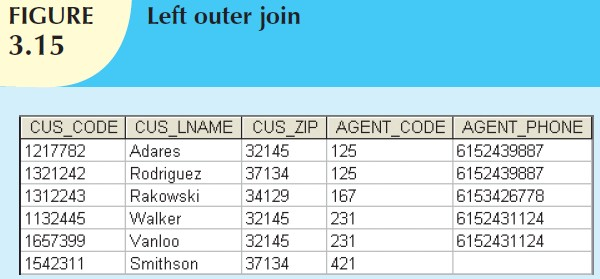 FIGURE
3.15
Left outer join
CUS_CODE CUS_LNAME CUS_ZIP AGENT_CODE AGENT_PHONE
1217782 Adares 32145 125 6152439887
1321242 Rodriguez 37134 125 6152439887
1312243 Rakowski 34129 167 6153426778
1132445 Walker 32145 231 6152431124
1657399 Vanloo 32145 231 6152431124
1542311 Smithson 37134 421